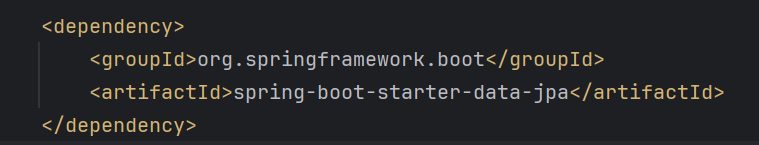 <dependency>
<groupId>org.springframework.boot</groupId>
<artifactId>spring-boot-starter-data-jpa</artifactId>
</dependency>